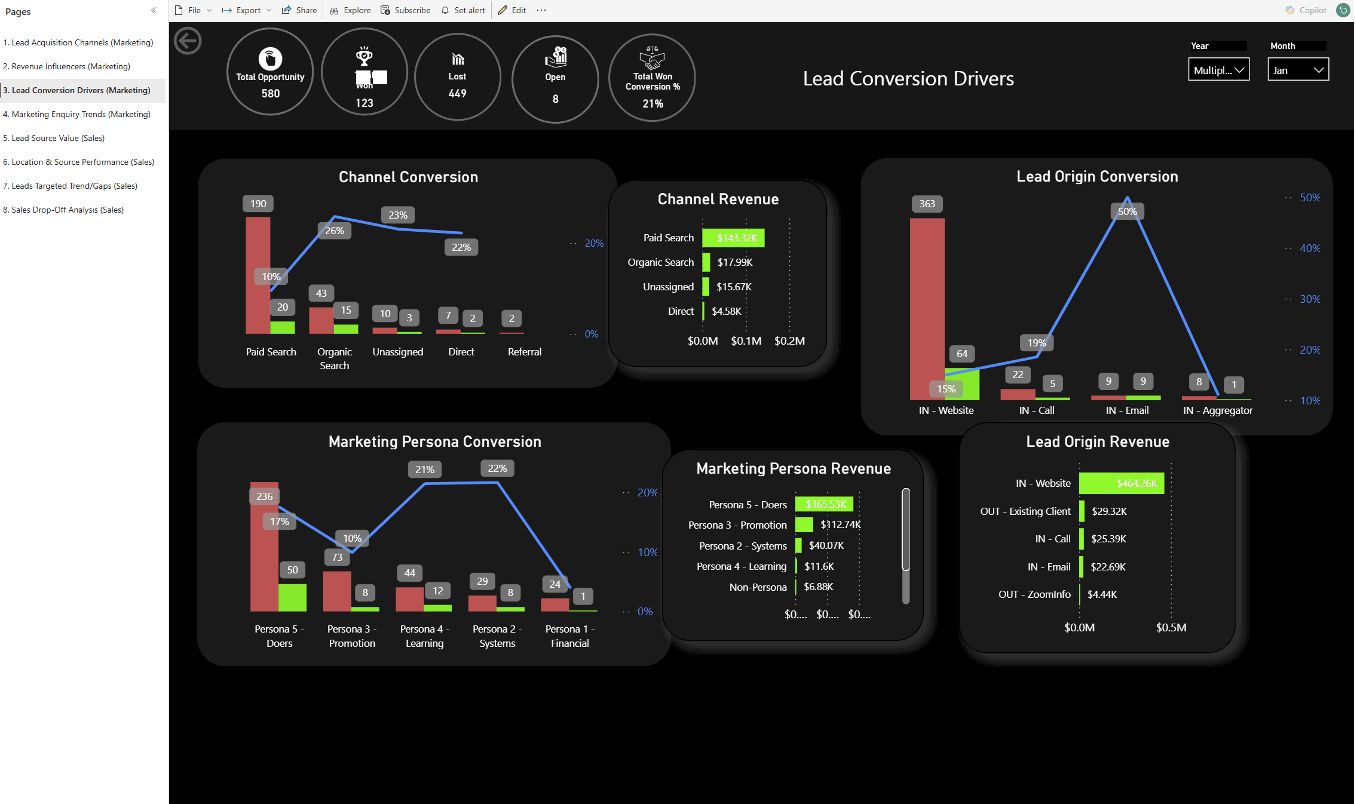 Pages
File
Export
Share
Explore
Subscribe
Set alert
Edit
Copilot
1. Lead Acquisition Channels (Marketing)
2. Revenue Influencers (Marketing)
3. Lead Conversion Drivers (Marketing)
4. Marketing Enquiry Trends (Marketing)
5. Lead Source Value (Sales)
6. Location & Source Performance (Sales)
7. Leads Targeted Trend/Gaps (Sales)
8. Sales Drop-Off Analysis (Sales)
Total Opportunity
580
Won
123
Lost
449
Open
8
Total Won
Conversion %
21%
Lead Conversion Drivers
Year
Multipl...
Month
Jan
Channel Conversion
190
10%
20
43
26%
15
10
23%
3
7
22%
2
2
20%
0%
Paid Search
Organic
Search
Unassigned
Direct
Referral
Channel Revenue
Paid Search
$143.32K
Organic Search
$17.99K
Unassigned
$15.67K
Direct
$4.58K
$0.0M
$0.1M
$0.2M
Lead Origin Conversion
363
15%
64
22
19%
5
9
50%
9
8
1
50%
40%
30%
20%
10%
IN - Website
IN - Call
IN - Email
IN - Aggregator
Marketing Persona Conversion
236
17%
50
73
10%
8
44
21%
12
29
22%
8
24
1
20%
10%
0%
Persona 5 -
Doers
Persona 3 -
Promotion
Persona 4 -
Learning
Persona 2 -
Systems
Persona 1 -
Financial
Marketing Persona Revenue
Persona 5 - Doers
$365.53K
Persona 3 - Promotion
$112.74K
Persona 2 - Systems
$40.07K
Persona 4 - Learning
$11.6K
Non-Persona
$6.88K
$0....
$0....
$0....
Lead Origin Revenue
IN - Website
$464.26K
OUT - Existing Client
$29.32K
IN - Call
$25.39K
IN - Email
$22.69K
OUT - ZoomInfo
$4.44K
$0.0M
$0.5M